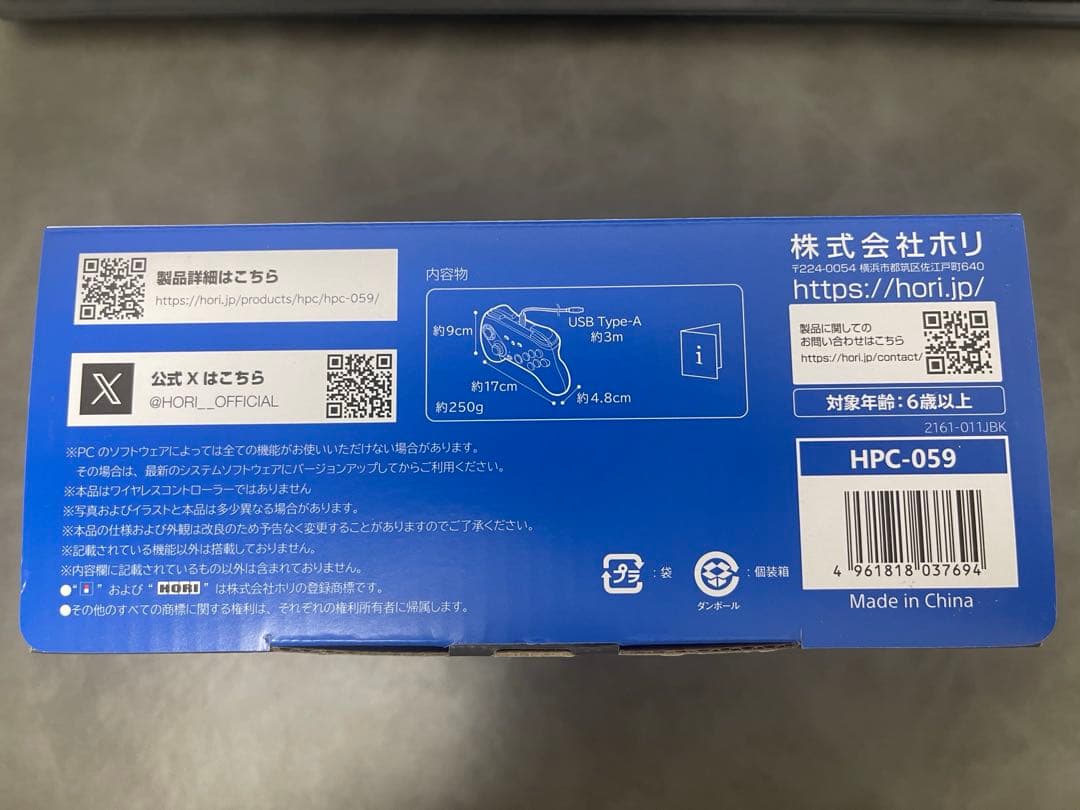 製品詳細はこちら
https://hori.jp/products/hpc/hpc-059/
公式 X はこちら
@HORI__OFFICIAL
内容物
約9cm
USB Type-A
約3m
約17cm
約4.8cm
約250g
i
株式会社ホリ
〒224-0054 横浜市都筑区佐江戸町640
https://hori.jp/
製品に関しての
お問い合わせはこちら
https://hori.jp/contact/
対象年齢：6歳以上
2161-011JBK
HPC-059
4 961818 037694
Made in China
※PC のソフトウェアによっては全ての機能がお使いいただけない場合があります。
その場合は、最新のシステムソフトウェアにバージョンアップしてからご利用ください。
※本品はワイヤレスコントローラーではありません
※写真およびイラストと本品は多少異なる場合があります。
※本品の仕様および外観は改良のため予告なく変更することがありますのでご了承ください。
※記載されている機能以外は搭載しておりません。
※内容欄に記載されているもの以外は含まれておりません。
●“ ” および “HORI” は株式会社ホリの登録商標です。
●その他のすべての商標に関する権利は、それぞれの権利所有者に帰属します。
プラ ：袋
ダンボール ：個装箱